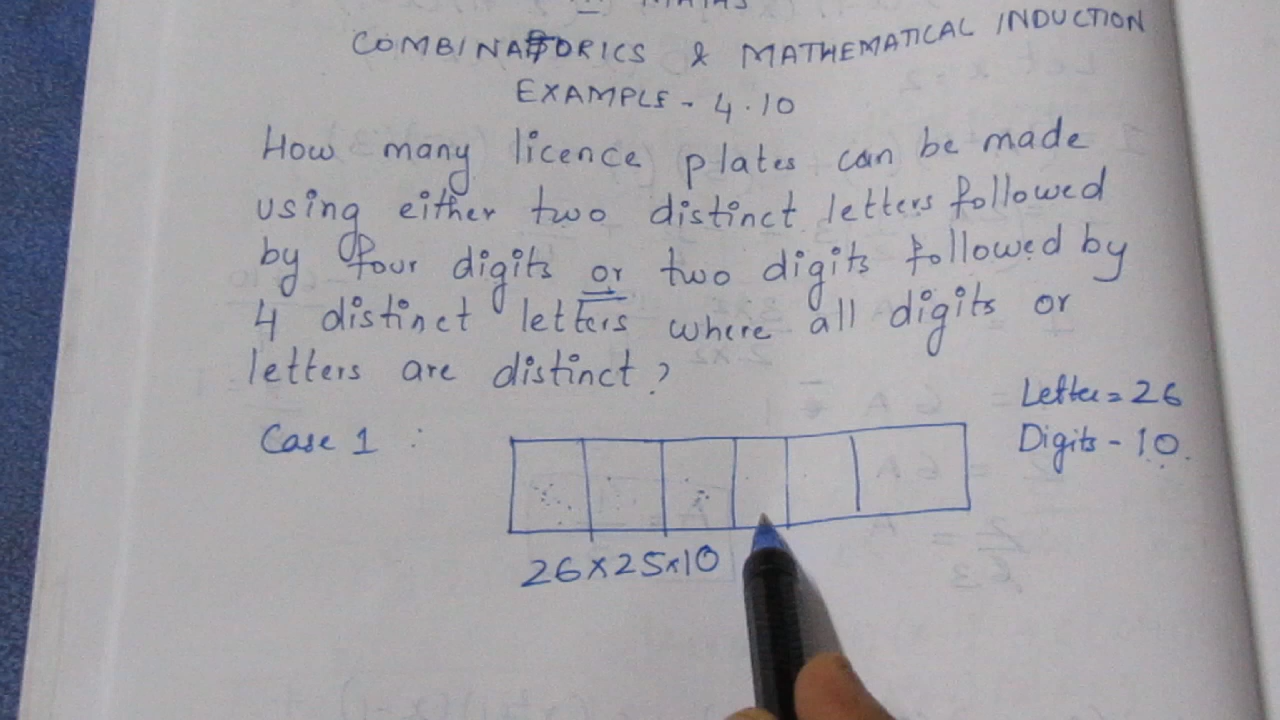 MATHS
COMBINATORICS & MATHEMATICAL INDUCTION
EXAMPLE - 4.10
How many licence plates can be made
using either two distinct letters followed
by four digits or two digits followed by
4 distinct letters where all digits or
letters are distinct?
Letter = 26
Case 1 :
Digits - 10.
26×25×10